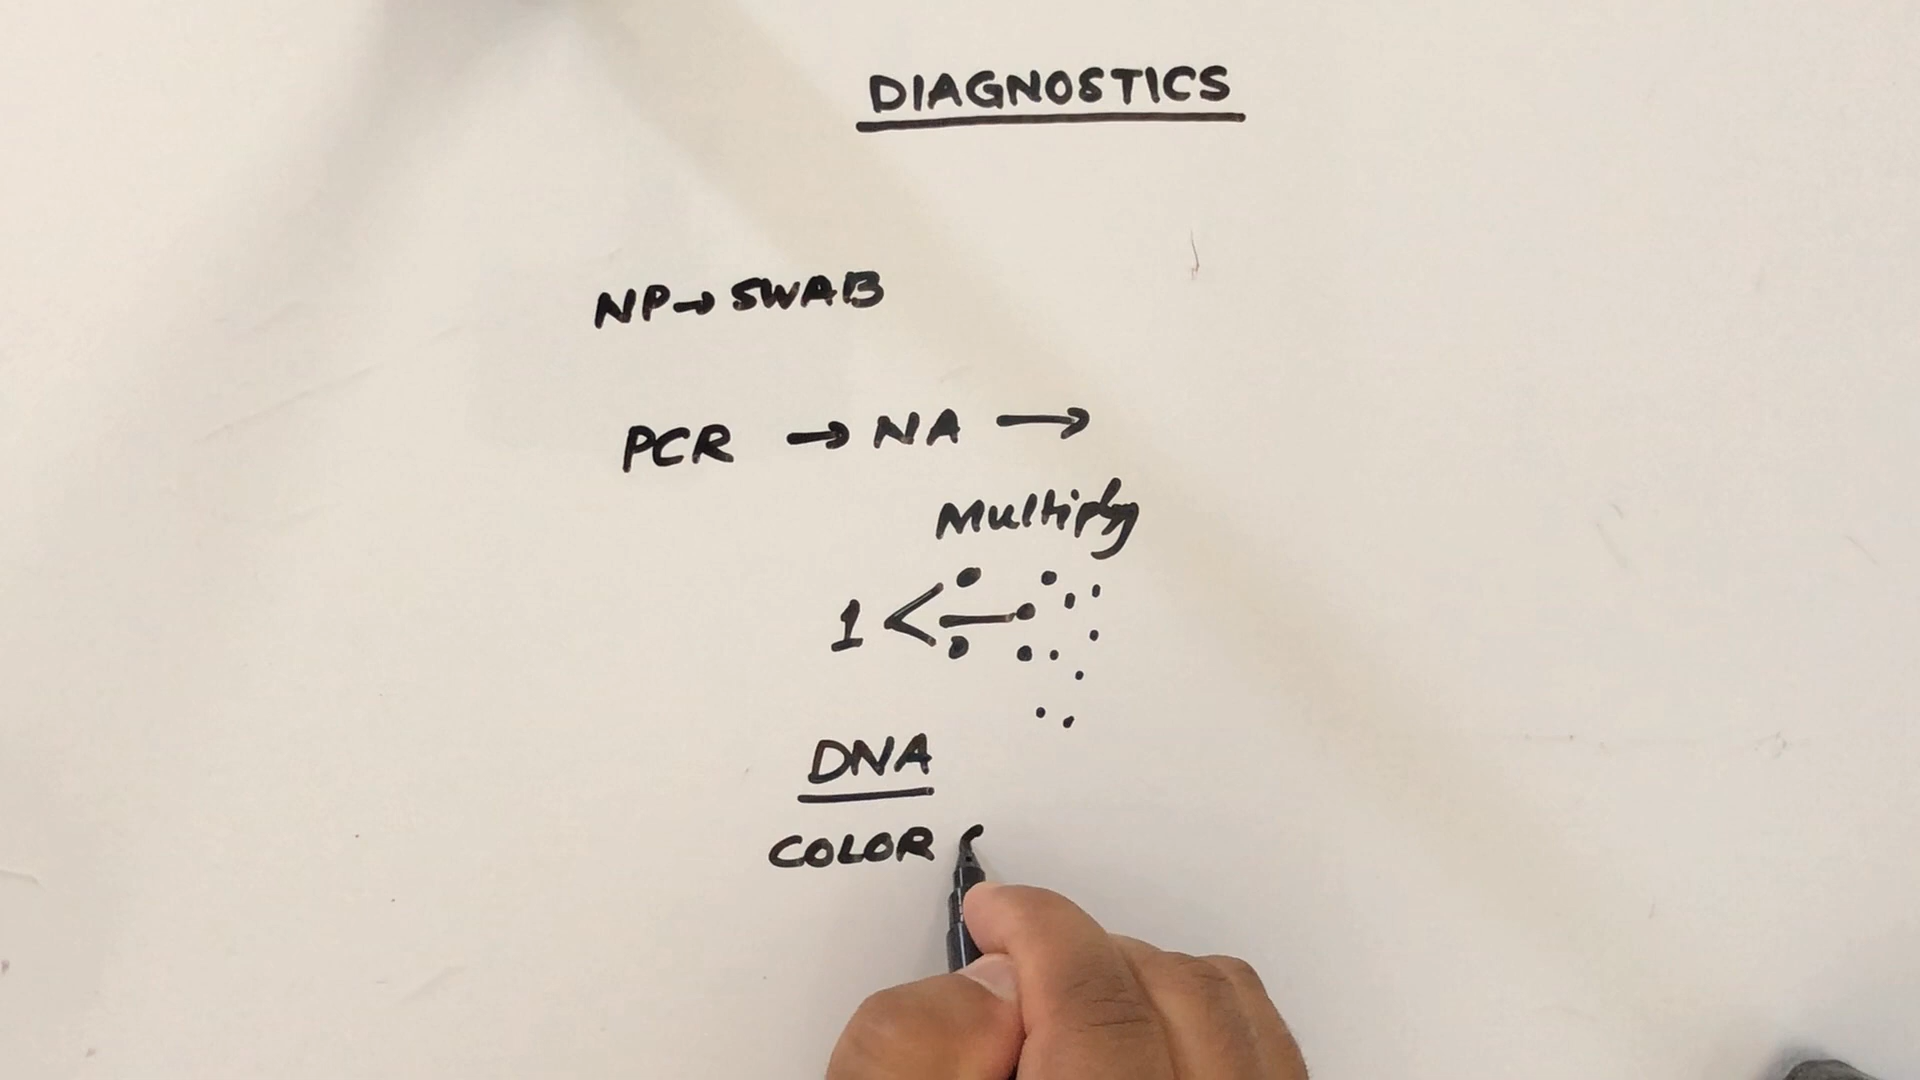 DIAGNOSTICS
NP → SWAB
PCR → NA →
Multiply
1 <
DNA
COLOR